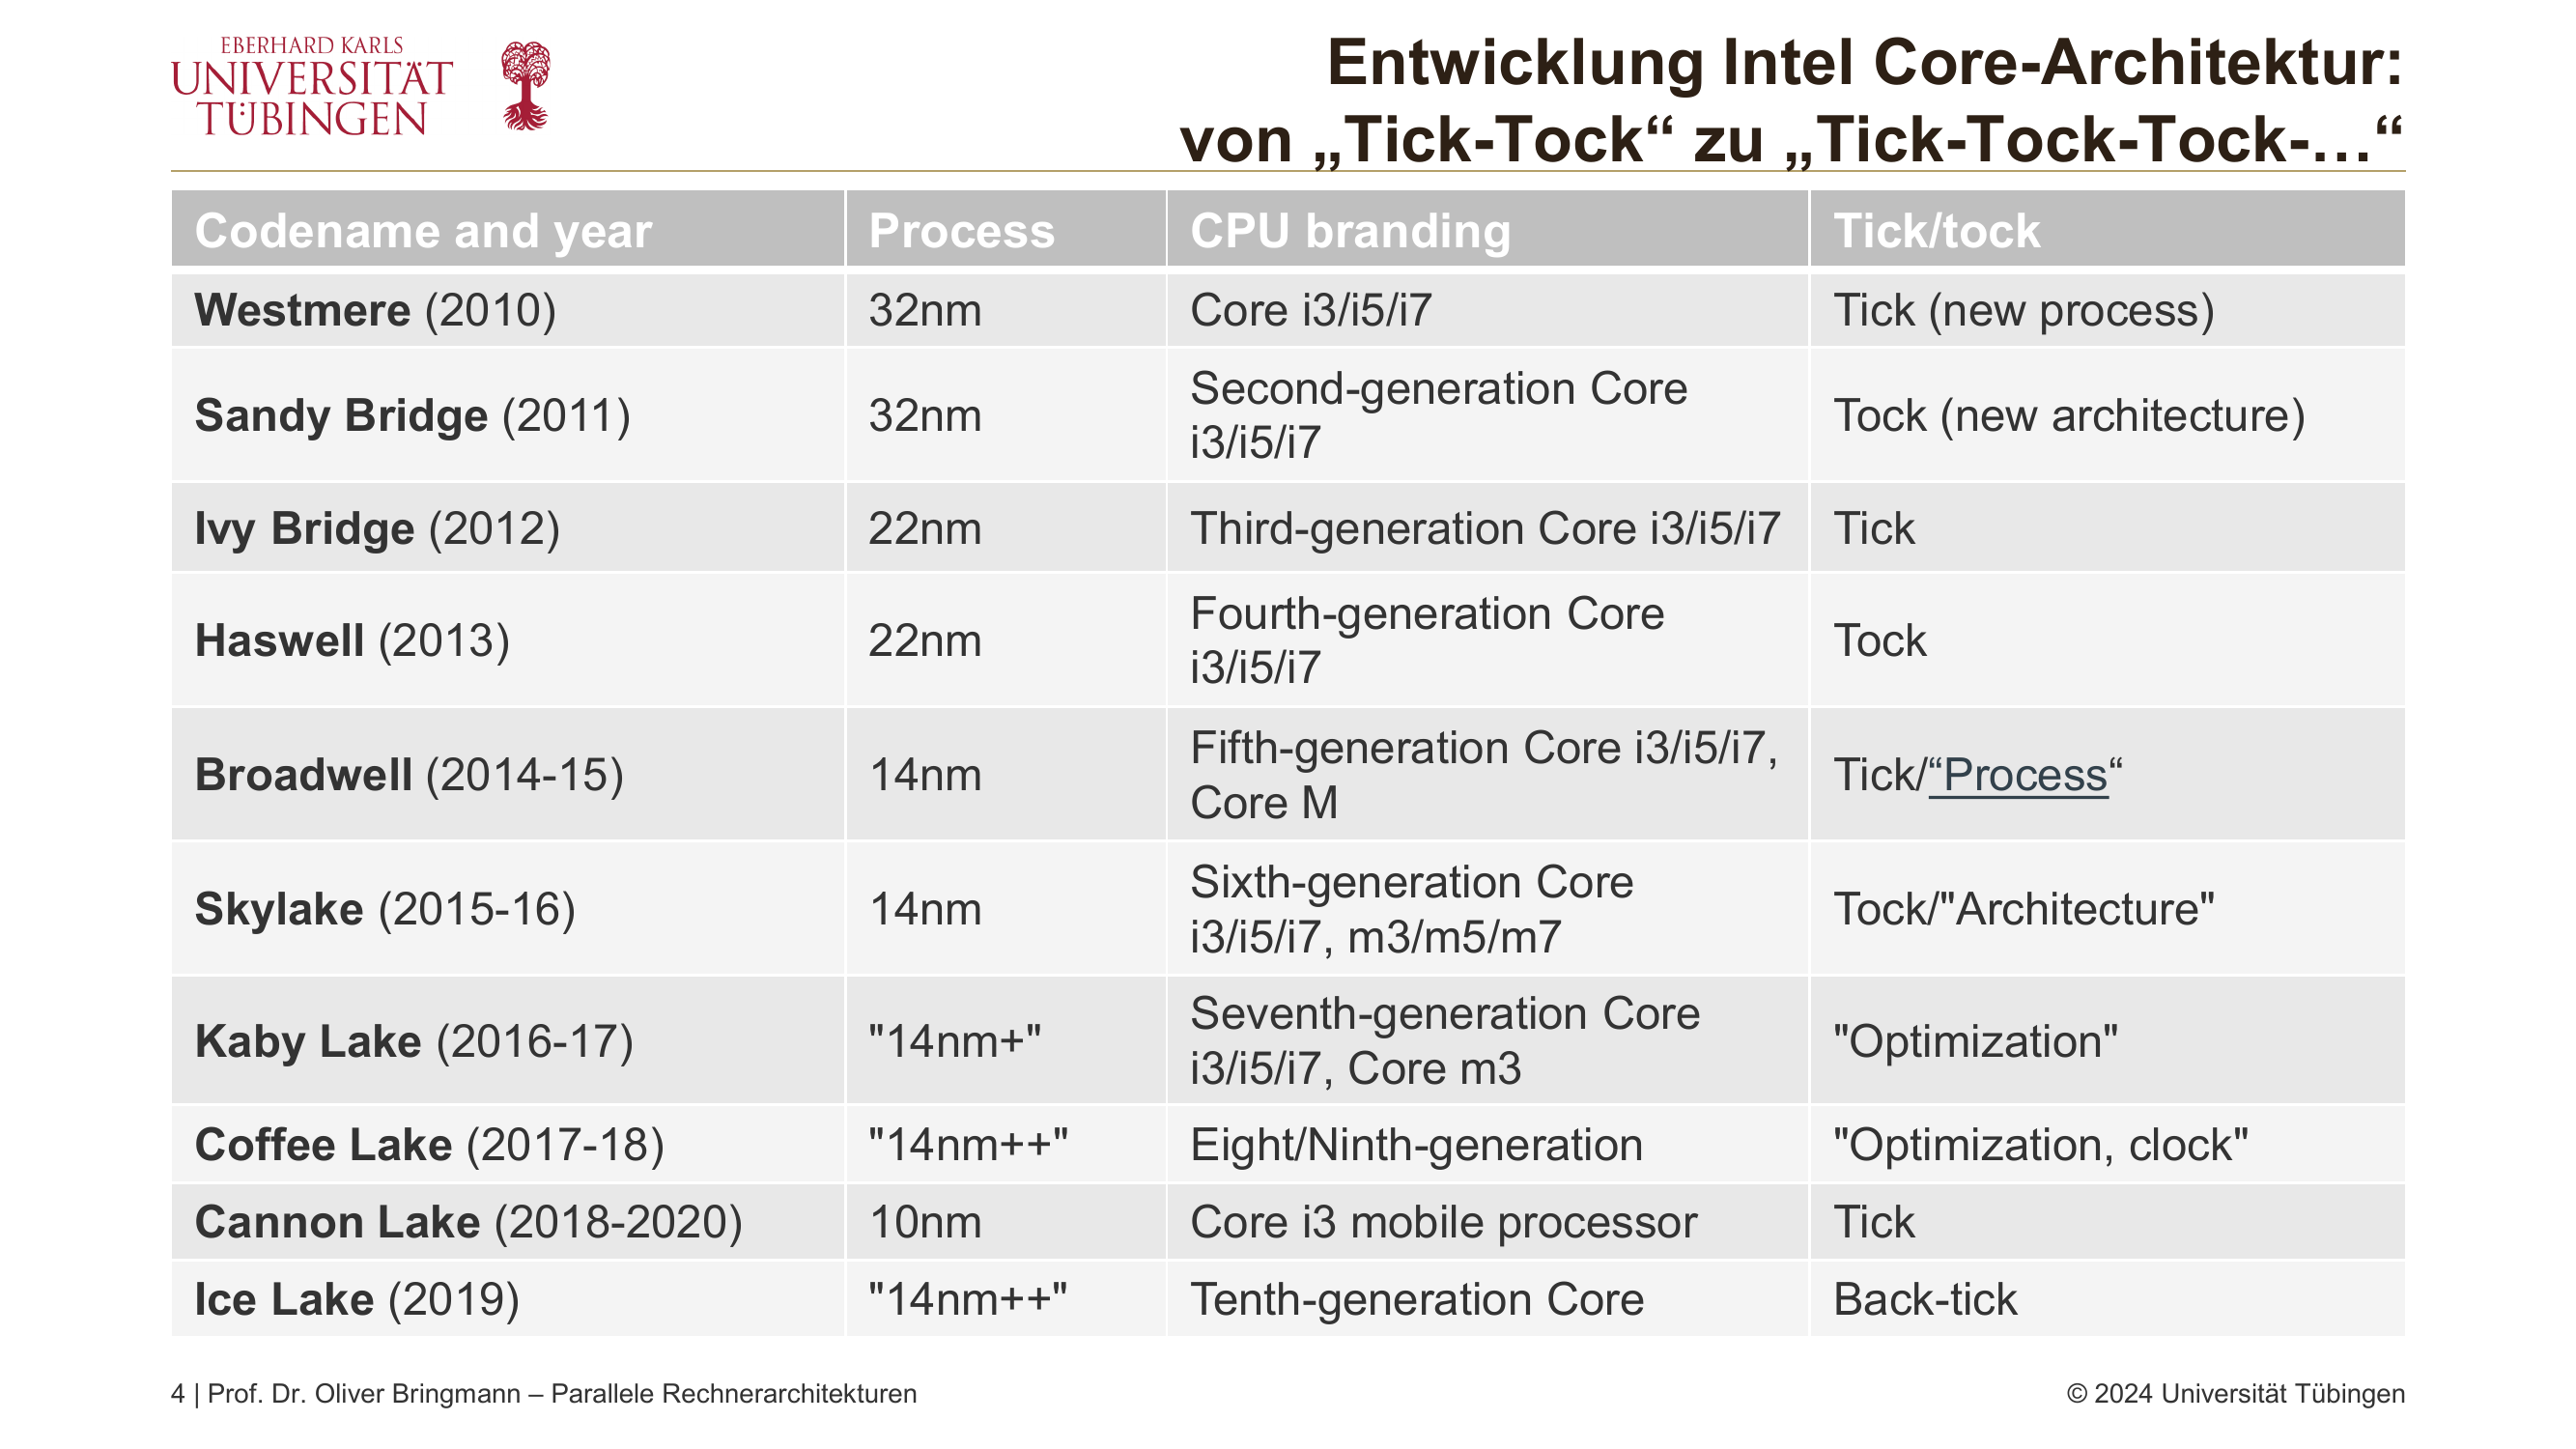 EBERHARD KARLS
UNIVERSITÄT
TÜBINGEN
Entwicklung Intel Core-Architektur:
von „Tick-Tock“ zu „Tick-Tock-Tock-…“
Codename and year Process CPU branding Tick/tock
Westmere (2010) 32nm Core i3/i5/i7 Tick (new process)
Sandy Bridge (2011) 32nm Second-generation Core
i3/i5/i7 Tock (new architecture)
Ivy Bridge (2012) 22nm Third-generation Core i3/i5/i7 Tick
Haswell (2013) 22nm Fourth-generation Core
i3/i5/i7 Tock
Broadwell (2014-15) 14nm Fifth-generation Core i3/i5/i7,
Core M Tick/“Process“
Skylake (2015-16) 14nm Sixth-generation Core
i3/i5/i7, m3/m5/m7 Tock/"Architecture"
Kaby Lake (2016-17) "14nm+" Seventh-generation Core
i3/i5/i7, Core m3 "Optimization"
Coffee Lake (2017-18) "14nm++" Eight/Ninth-generation "Optimization, clock"
Cannon Lake (2018-2020) 10nm Core i3 mobile processor Tick
Ice Lake (2019) "14nm++" Tenth-generation Core Back-tick
4 | Prof. Dr. Oliver Bringmann – Parallele Rechnerarchitekturen © 2024 Universität Tübingen